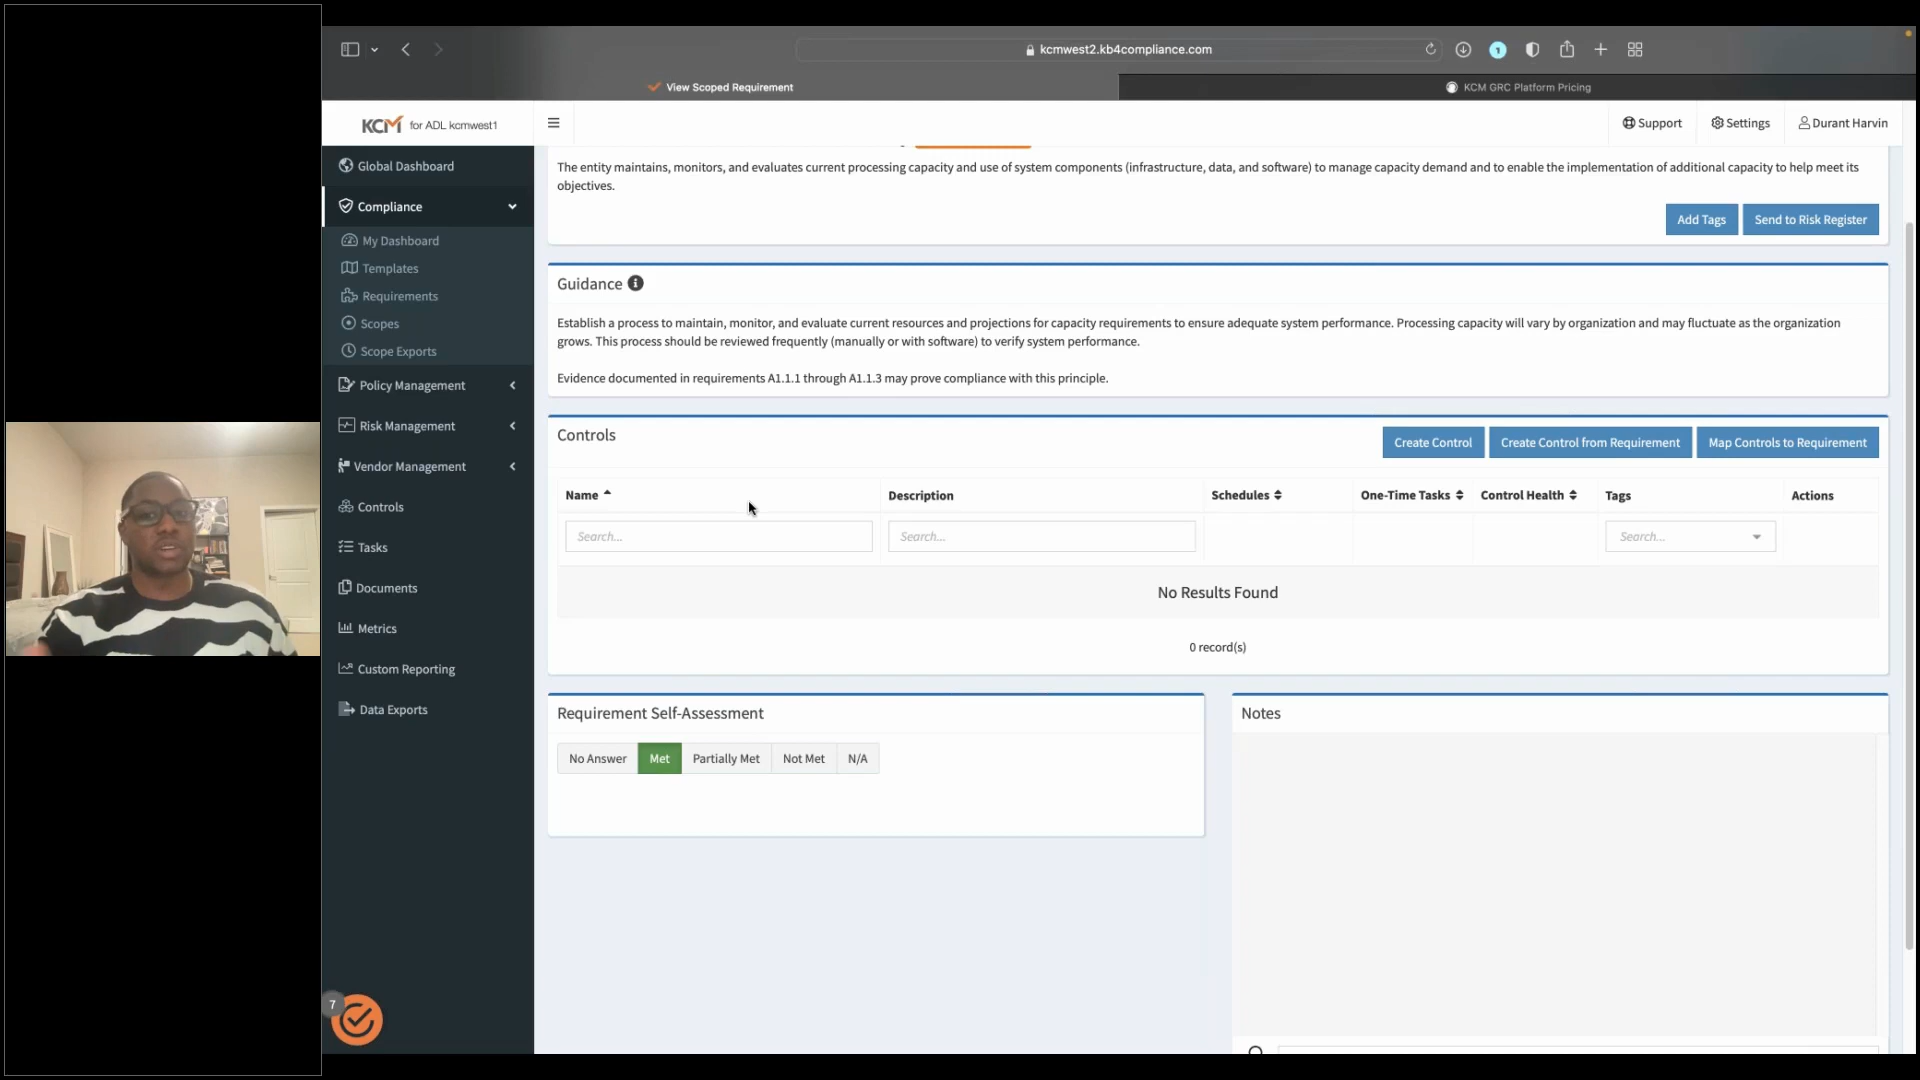 kcmwest2.kb4compliance.com
1
View Scoped Requirement
KCM GRC Platform Pricing
KCM for ADL kcmwest1
Support
Settings
Durant Harvin
Global Dashboard
Compliance
My Dashboard
Templates
Requirements
Scopes
Scope Exports
Policy Management
Risk Management
Vendor Management
Controls
Tasks
Documents
Metrics
Custom Reporting
Data Exports
7
The entity maintains, monitors, and evaluates current processing capacity and use of system components (infrastructure, data, and software) to manage capacity demand and to enable the implementation of additional capacity to help meet its
objectives.
Add Tags
Send to Risk Register
Guidance
Establish a process to maintain, monitor, and evaluate current resources and projections for capacity requirements to ensure adequate system performance. Processing capacity will vary by organization and may fluctuate as the organization
grows. This process should be reviewed frequently (manually or with software) to verify system performance.
Evidence documented in requirements A1.1.1 through A1.1.3 may prove compliance with this principle.
Controls
Create Control
Create Control from Requirement
Map Controls to Requirement
Name
Description
Schedules
One-Time Tasks
Control Health
Tags
Actions
Search...
Search...
Search...
No Results Found
0 record(s)
Requirement Self-Assessment
No Answer
Met
Partially Met
Not Met
N/A
Notes